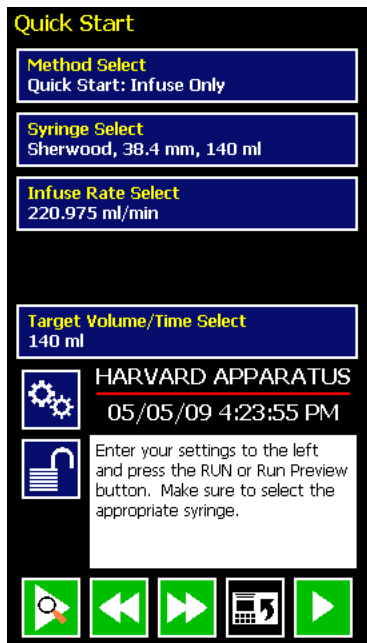 Quick Start
Method Select
Quick Start: Infuse Only
Syringe Select
Sherwood, 38.4 mm, 140 ml
Infuse Rate Select
220.975 ml/min
Target Volume/Time Select
140 ml
HARVARD APPARATUS
05/05/09 4:23:55 PM
Enter your settings to the left
and press the RUN or Run Preview
button. Make sure to select the
appropriate syringe.